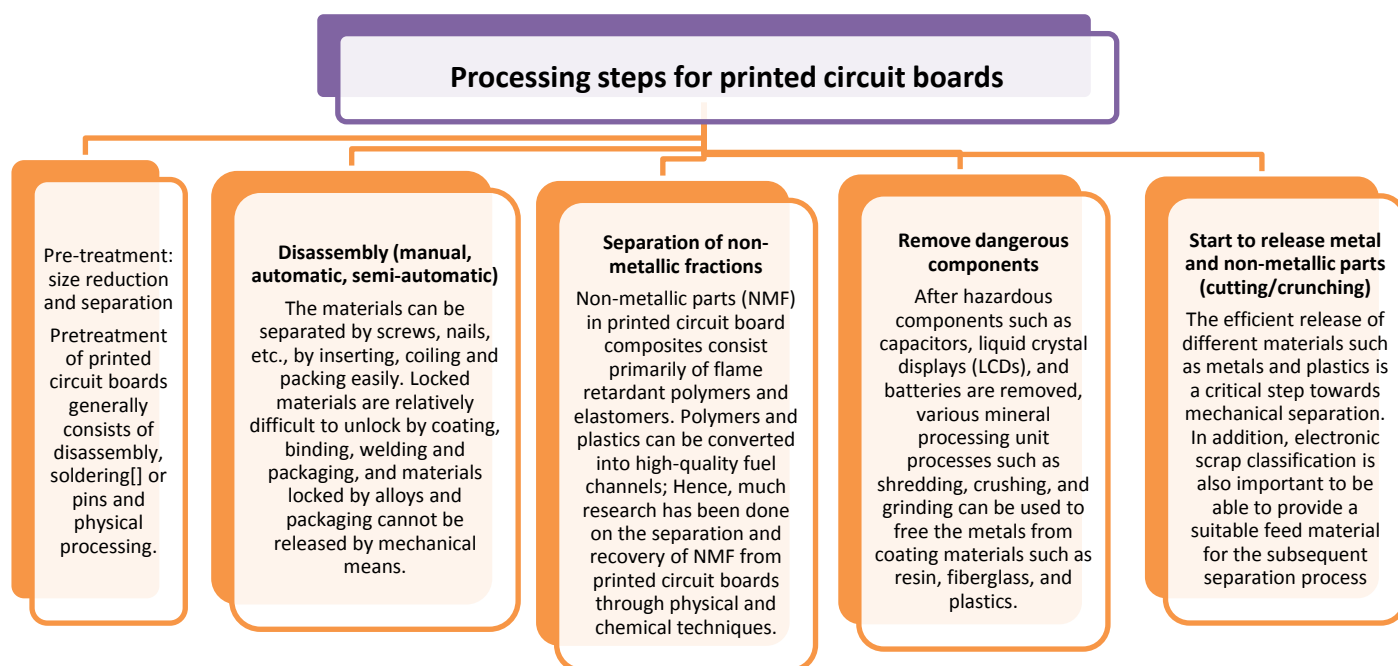 Processing steps for printed circuit boards
Pre-treatment:
size reduction
and separation
Pretreatment
of printed
circuit boards
generally
consists of
disassembly,
soldering[] or
pins and
physical
processing.
Disassembly (manual,
automatic, semi-automatic)
The materials can be
separated by screws, nails,
etc., by inserting, coiling and
packing easily. Locked
materials are relatively
difficult to unlock by coating,
binding, welding and
packaging, and materials
locked by alloys and
packaging cannot be
released by mechanical
means.
Separation of non-
metallic fractions
Non-metallic parts (NMF)
in printed circuit board
composites consist
primarily of flame
retardant polymers and
elastomers. Polymers and
plastics can be converted
into high-quality fuel
channels; Hence, much
research has been done
on the separation and
recovery of NMF from
printed circuit boards
through physical and
chemical techniques.
Remove dangerous
components
After hazardous
components such as
capacitors, liquid crystal
displays (LCDs), and
batteries are removed,
various mineral
processing unit
processes such as
shredding, crushing, and
grinding can be used to
free the metals from
coating materials such as
resin, fiberglass, and
plastics.
Start to release metal
and non-metallic parts
(cutting/crunching)
The efficient release of
different materials such
as metals and plastics is
a critical step towards
mechanical separation.
In addition, electronic
scrap classification is
also important to be
able to provide a
suitable feed material
for the subsequent
separation process